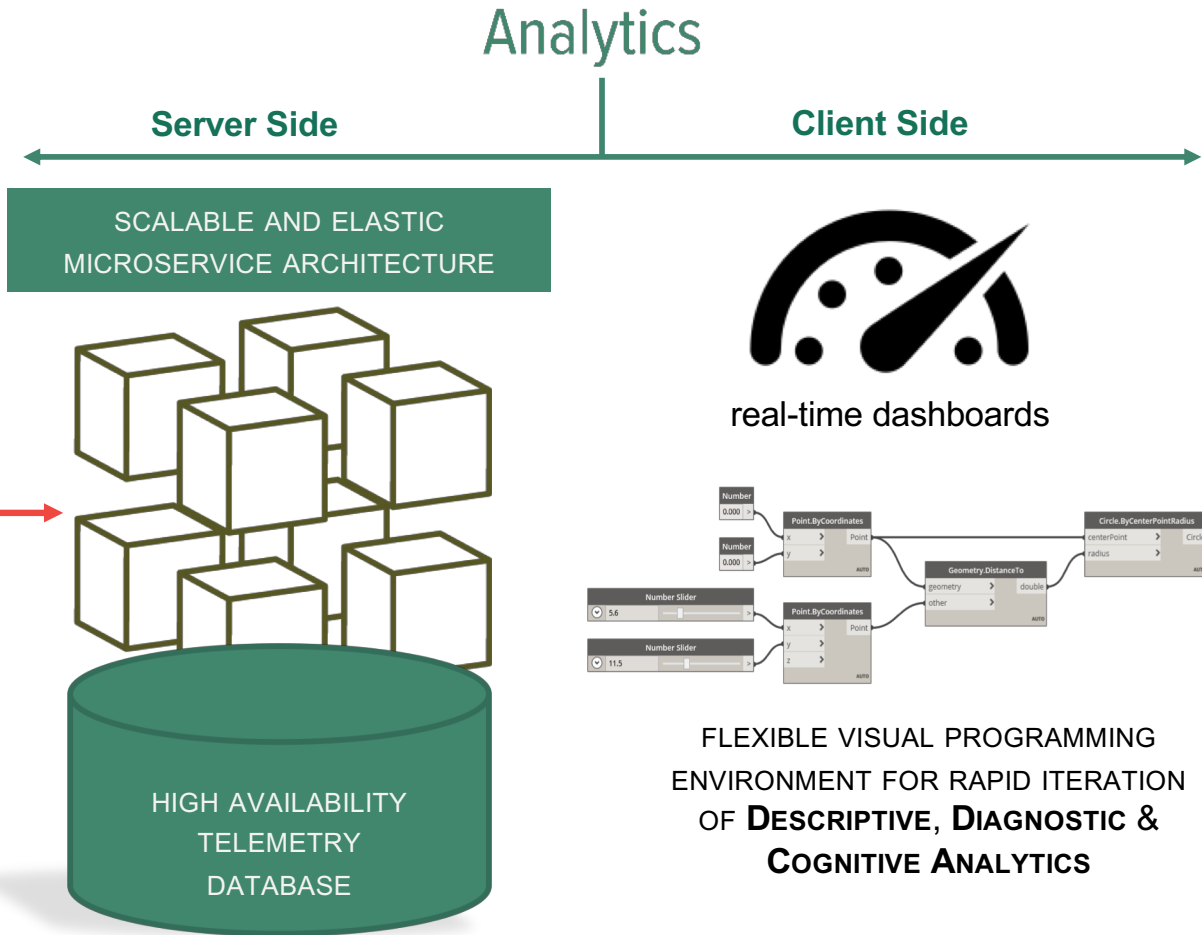 Analytics
Server Side
Client Side
SCALABLE AND ELASTIC
MICROSERVICE ARCHITECTURE
real-time dashboards
Number
0.000 >
Number
0.000 >
Point.ByCoordinates
x > Point
y >
AUTO
Circle.ByCenterPointRadius
centerPoint > Circle
radius >
AUTO
Geometry.DistanceTo
geometry > double
other >
AUTO
Number Slider
5.6 >
Number Slider
11.5 >
Point.ByCoordinates
x > Point
y >
z >
AUTO
HIGH AVAILABILITY
TELEMETRY
DATABASE
FLEXIBLE VISUAL PROGRAMMING
ENVIRONMENT FOR RAPID ITERATION
OF DESCRIPTIVE, DIAGNOSTIC &
COGNITIVE ANALYTICS